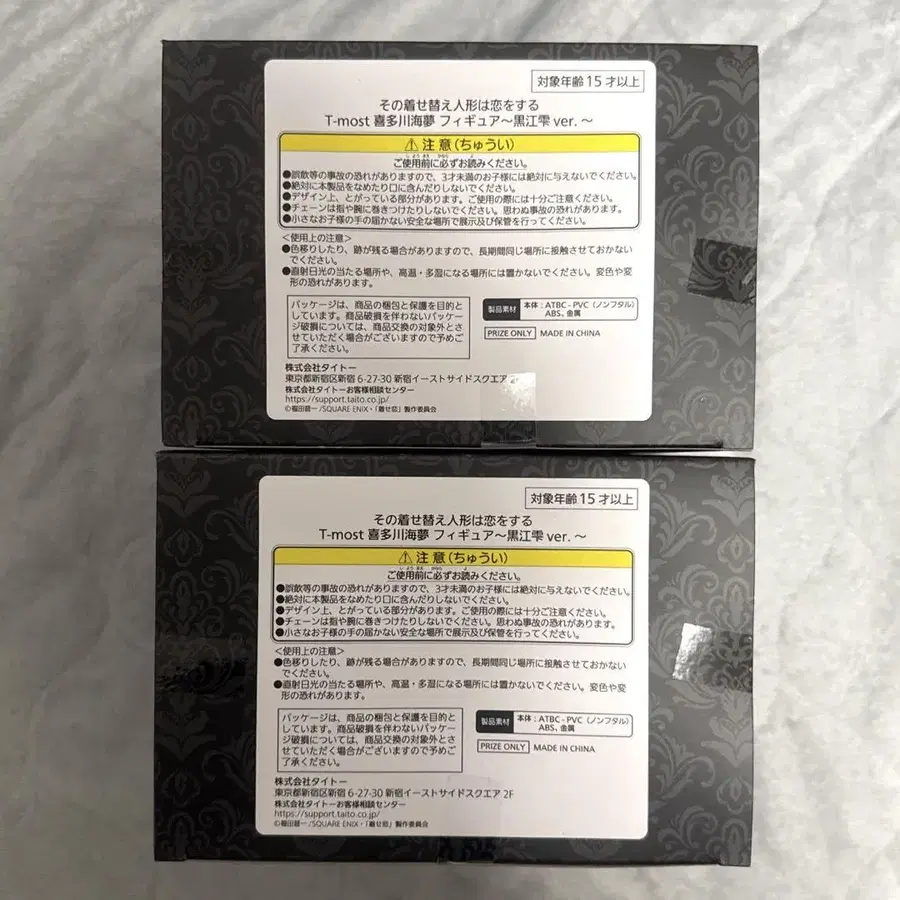 対象年齢15才以上
その着せ替え人形は恋をする
T-most 喜多川海夢 フィギュア〜黒江雫 ver. 〜
⚠注意(ちゅうい)
ご使用前に必ずお読みください。
●誤飲等の事故の恐れがありますので、3才未満のお子様には絶対に与えないでください。
●絶対に本製品をなめたり口に含んだりしないでください。
●デザイン上、とがっている部分があります。ご使用の際には十分ご注意ください。
●チェーンは指や腕に巻きつけたりしないでください。思わぬ事故の恐れがあります。
●小さなお子様の手の届かない安全な場所で展示及び保管を行ってください。
<使用上の注意>
●色移りしたり、跡が残る場合がありますので、長期間同じ場所に接触させておかない
でください。
●直射日光の当たる場所や、高温・多湿になる場所には置かないでください。変色や変
形の恐れがあります。
パッケージは、商品の梱包と保護を目的と
しています。商品破損を伴わないパッケー
ジ破損については、商品交換の対象外とさ
せていただく場合がございますので予めご
了承ください。
製品素材 本体:ATBC-PVC(ノンフタル)
ABS、金属
PRIZE ONLY MADE IN CHINA
株式会社タイトー
東京都新宿区新宿 6-27-30 新宿イーストサイドスクエア 2F
株式会社タイトーお客様相談センター
https://support.taito.co.jp/
©福田晋一/SQUARE ENIX・「着せ恋」製作委員会
対象年齢15才以上
その着せ替え人形は恋をする
T-most 喜多川海夢 フィギュア〜黒江雫 ver. 〜
⚠注意(ちゅうい)
ご使用前に必ずお読みください。
●誤飲等の事故の恐れがありますので、3才未満のお子様には絶対に与えないでください。
●絶対に本製品をなめたり口に含んだりしないでください。
●デザイン上、とがっている部分があります。ご使用の際には十分ご注意ください。
●チェーンは指や腕に巻きつけたりしないでください。思わぬ事故の恐れがあります。
●小さなお子様の手の届かない安全な場所で展示及び保管を行ってください。
<使用上の注意>
●色移りしたり、跡が残る場合がありますので、長期間同じ場所に接触させておかない
でください。
●直射日光の当たる場所や、高温・多湿になる場所には置かないでください。変色や変
形の恐れがあります。
パッケージは、商品の梱包と保護を目的と
しています。商品破損を伴わないパッケー
ジ破損については、商品交換の対象外とさ
せていただく場合がございますので予めご
了承ください。
製品素材 本体:ATBC-PVC(ノンフタル)
ABS、金属
PRIZE ONLY MADE IN CHINA
株式会社タイトー
東京都新宿区新宿 6-27-30 新宿イーストサイドスクエア 2F
株式会社タイトーお客様相談センター
https://support.taito.co.jp/
©福田晋一/SQUARE ENIX・「着せ恋」製作委員会